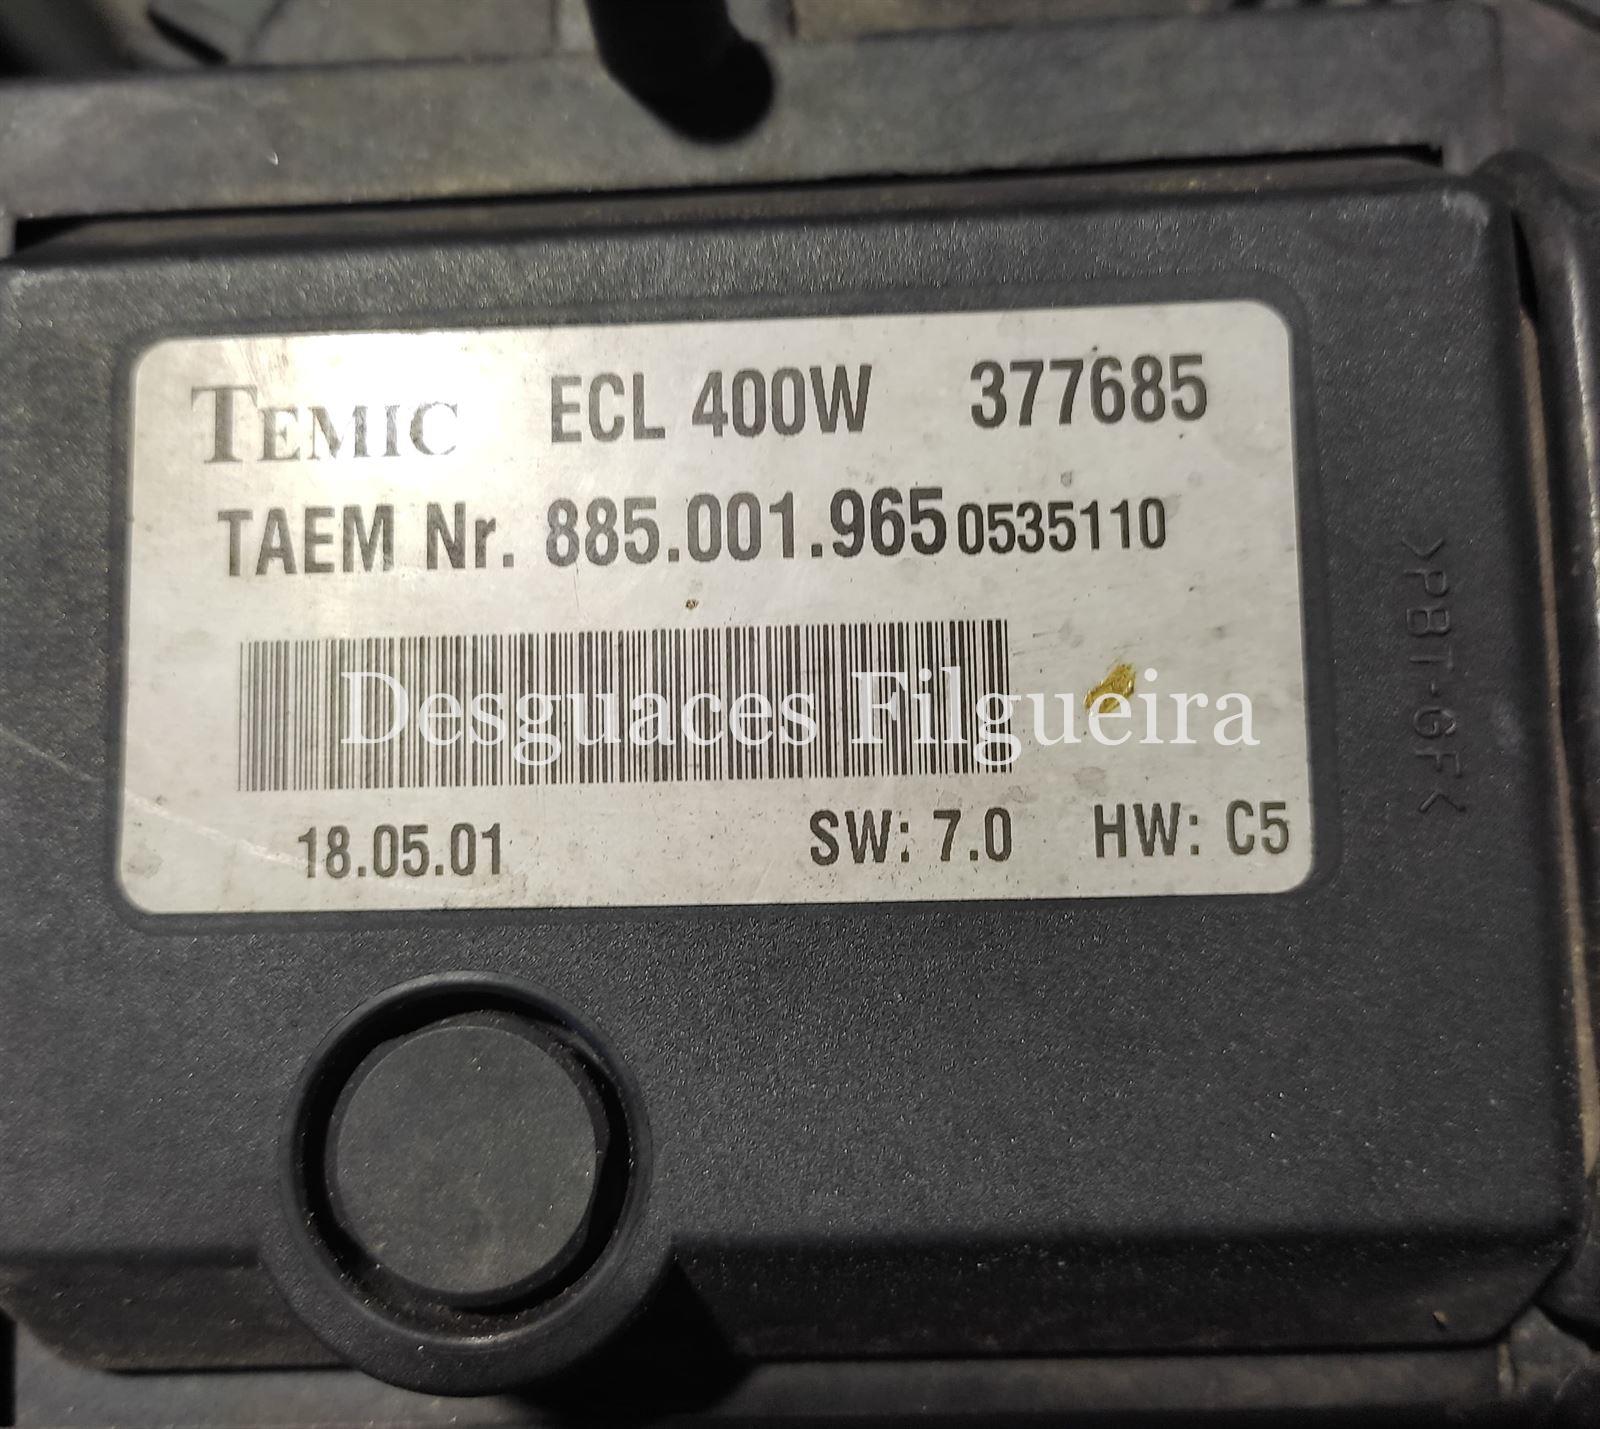 TEMIC ECL 400W 377685
TAEM Nr. 885.001.965 0535110
Desguaces Filgueira
18.05.01 SW: 7.0 HW: C5
>PBT-GF<